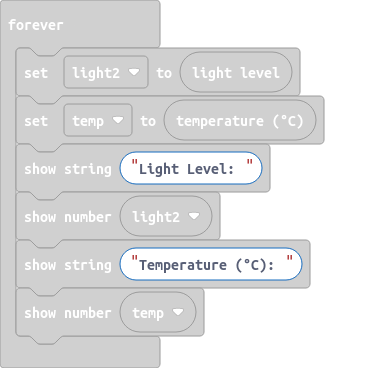 forever
set light2 to light level
set temp to temperature (°C)
show string "Light Level: "
show number light2
show string "Temperature (°C): "
show number temp